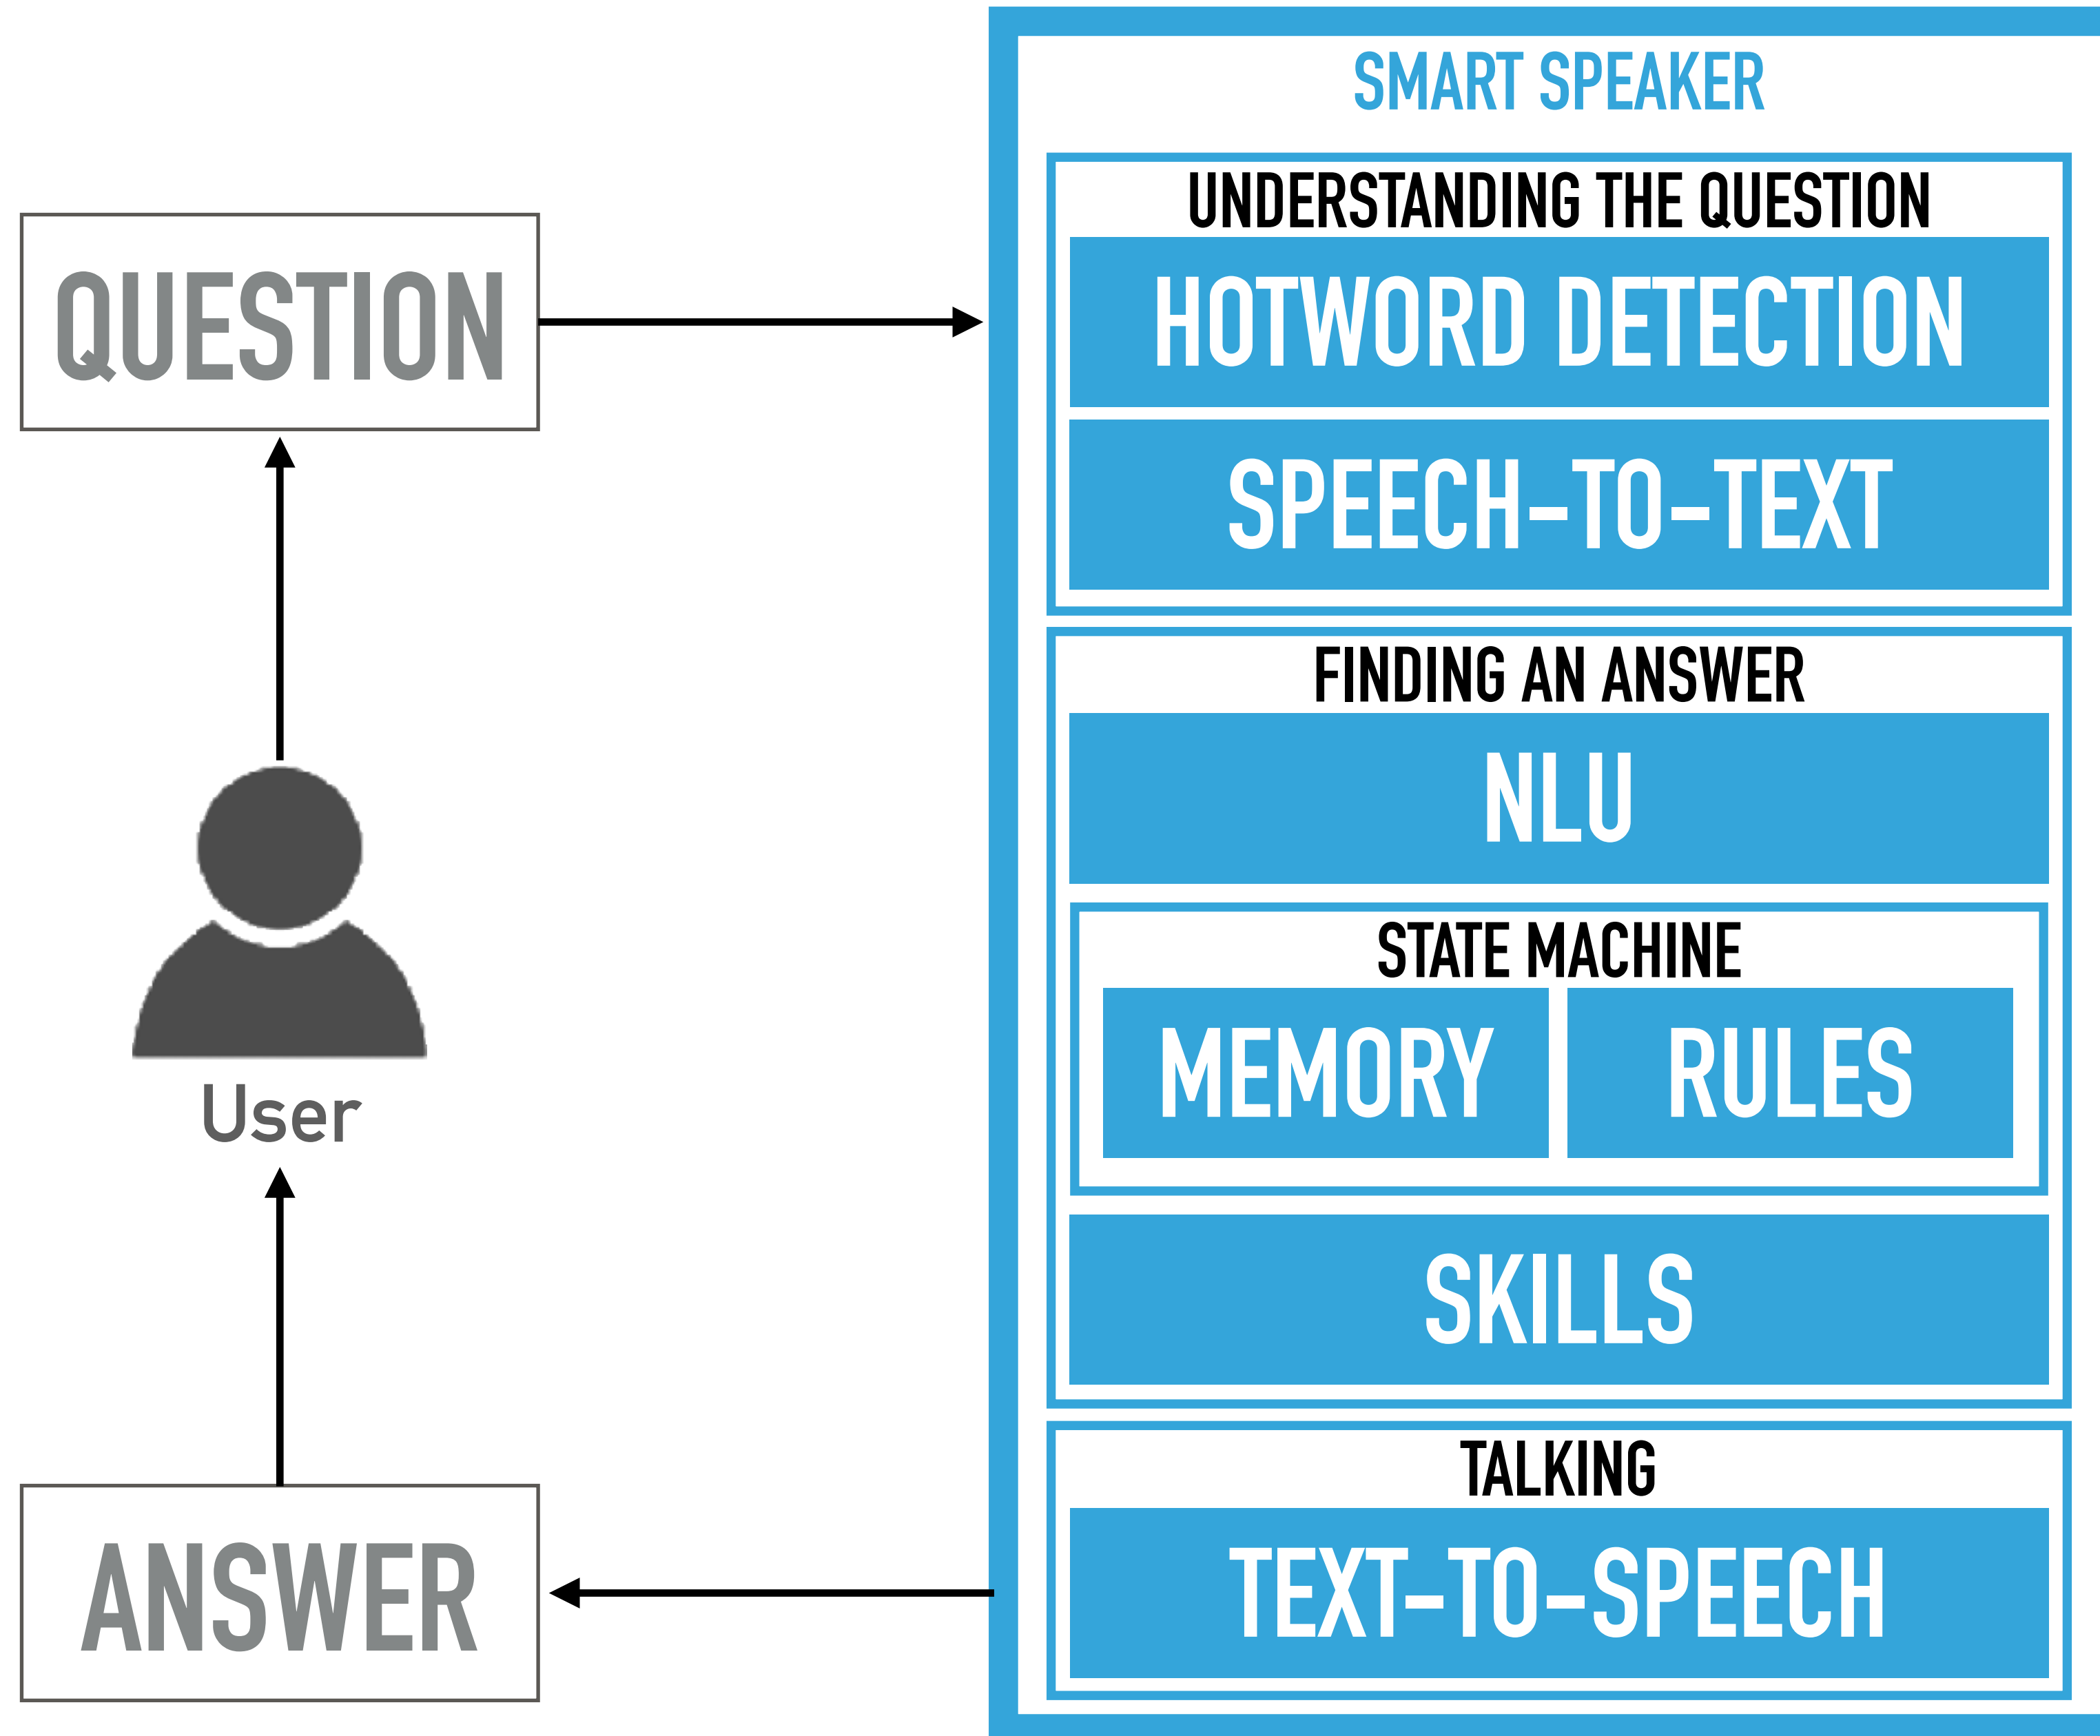 SMART SPEAKER
UNDERSTANDING THE QUESTION
HOTWORD DETECTION
SPEECH-TO-TEXT
FINDING AN ANSWER
NLU
STATE MACHINE
MEMORY
RULES
SKILLS
TALKING
TEXT-TO-SPEECH
QUESTION
User
ANSWER